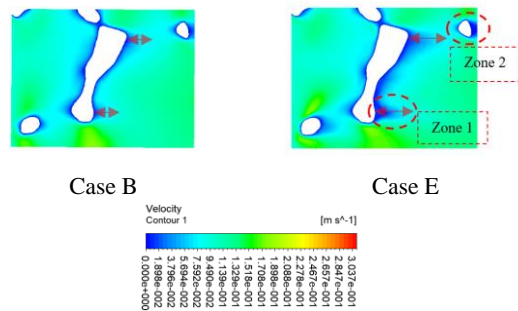 Zone 2
Zone 1
Case B
Case E
Velocity
Contour 1
[m s^-1]
0.000e+000
1.898e-002
3.796e-002
5.694e-002
7.592e-002
9.490e-002
1.139e-001
1.329e-001
1.518e-001
1.708e-001
1.898e-001
2.088e-001
2.278e-001
2.467e-001
2.657e-001
2.847e-001
3.037e-001